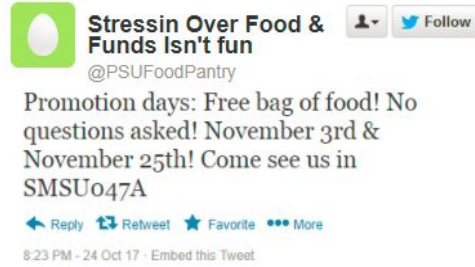 Stressin Over Food &
Funds Isn't fun
@PSUFoodPantry
Follow
Promotion days: Free bag of food! No
questions asked! November 3rd &
November 25th! Come see us in
SMSU047A
Reply Retweet Favorite More
8:23 PM - 24 Oct 17 · Embed this Tweet